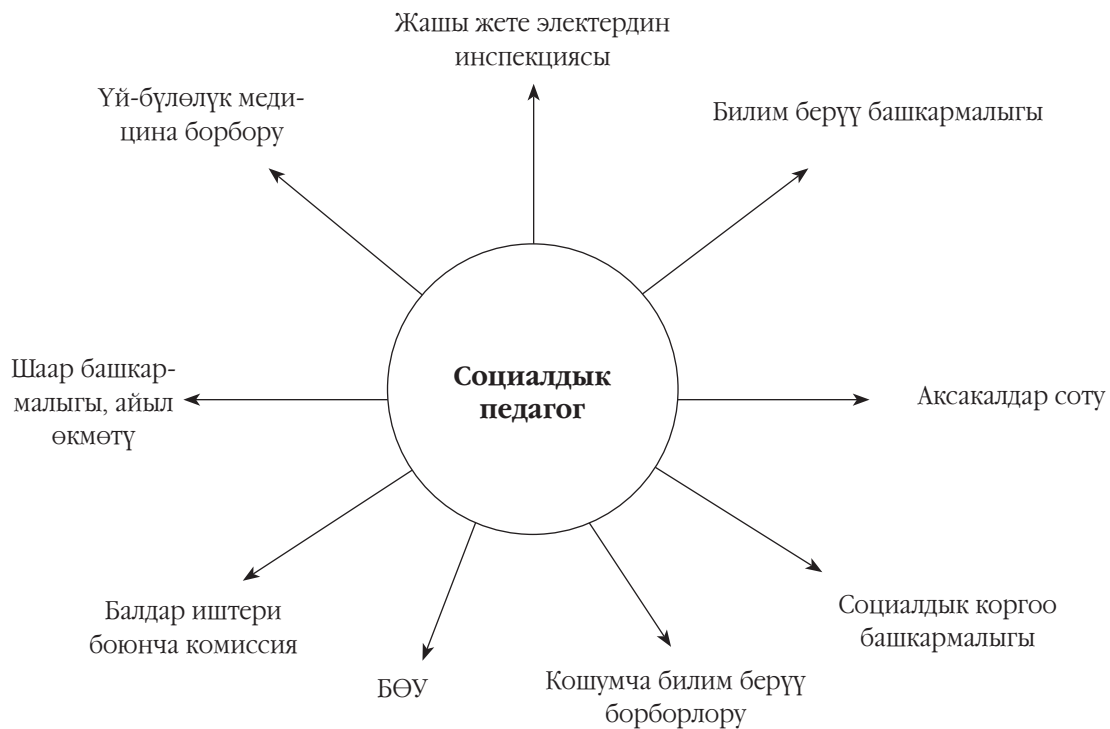 Жашы жете электердин
инспекциясы
Үй-бүлөлүк меди-
цина борбору
Билим берүү башкармалыгы
Шаар башкар-
малыгы, айыл
өкмөтү
Социалдык
педагог
Аксакалдар соту
Балдар иштери
боюнча комиссия
БӨУ
Кошумча билим берүү
борборлору
Социалдык коргоо
башкармалыгы